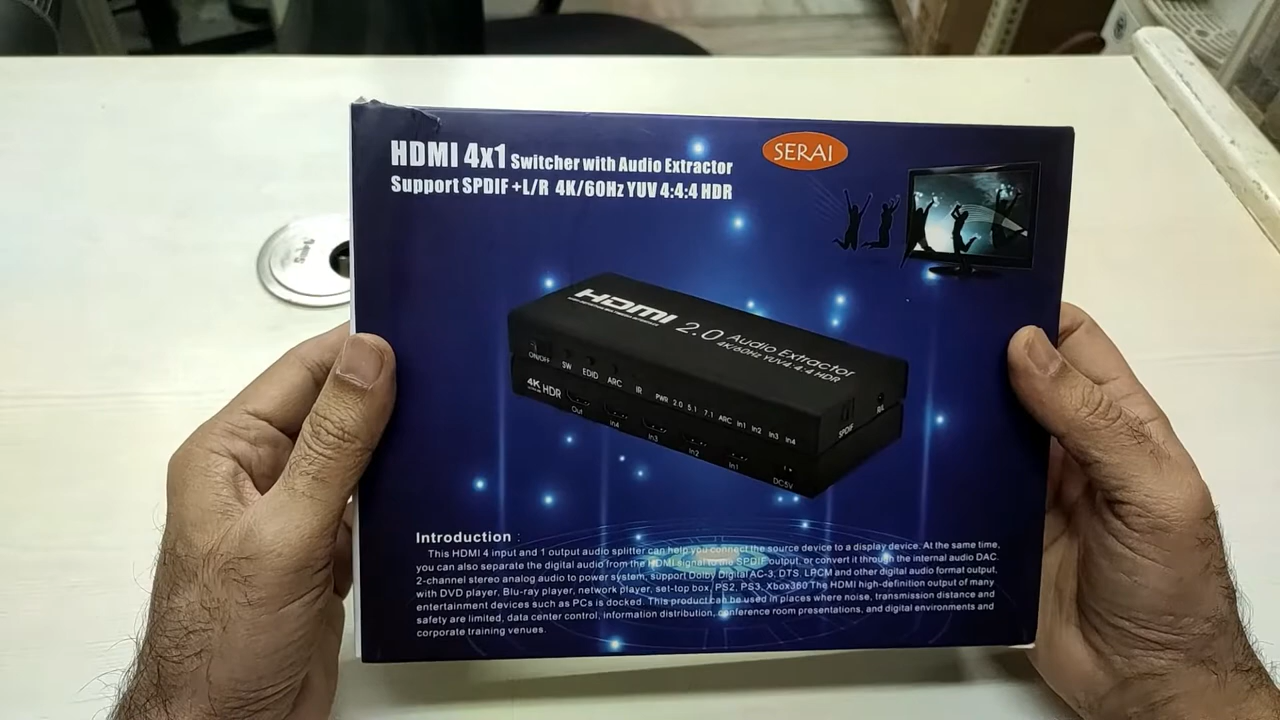 HDMI 4x1 Switcher with Audio Extractor
Support SPDIF +L/R 4K/60Hz YUV 4:4:4 HDR
SERAI
HDMI 2.0 Audio Extractor
4K/60Hz YUV4:4:4 HDR
ON/OFF SW EDID ARC IR PWR 2.0 5.1 7.1 ARC In1 In2 In3 In4
SPDIF R/L
4K HDR
Out In4 In3 In2 In1 DC5V
Introduction :
This HDMI 4 input and 1 output audio splitter can help you connect the source device to a display device. At the same time,
you can also separate the digital audio from the HDMI signal to the SPDIF output, or convert it through the internal audio DAC.
2-channel stereo analog audio to power system, support Dolby Digital AC-3, DTS, LPCM and other digital audio format output,
with DVD player, Blu-ray player, network player, set-top box, PS2, PS3, Xbox360 The HDMI high-definition output of many
entertainment devices such as PCs is docked. This product can be used in places where noise, transmission distance and
safety are limited, data center control, information distribution, conference room presentations, and digital environments and
corporate training venues.